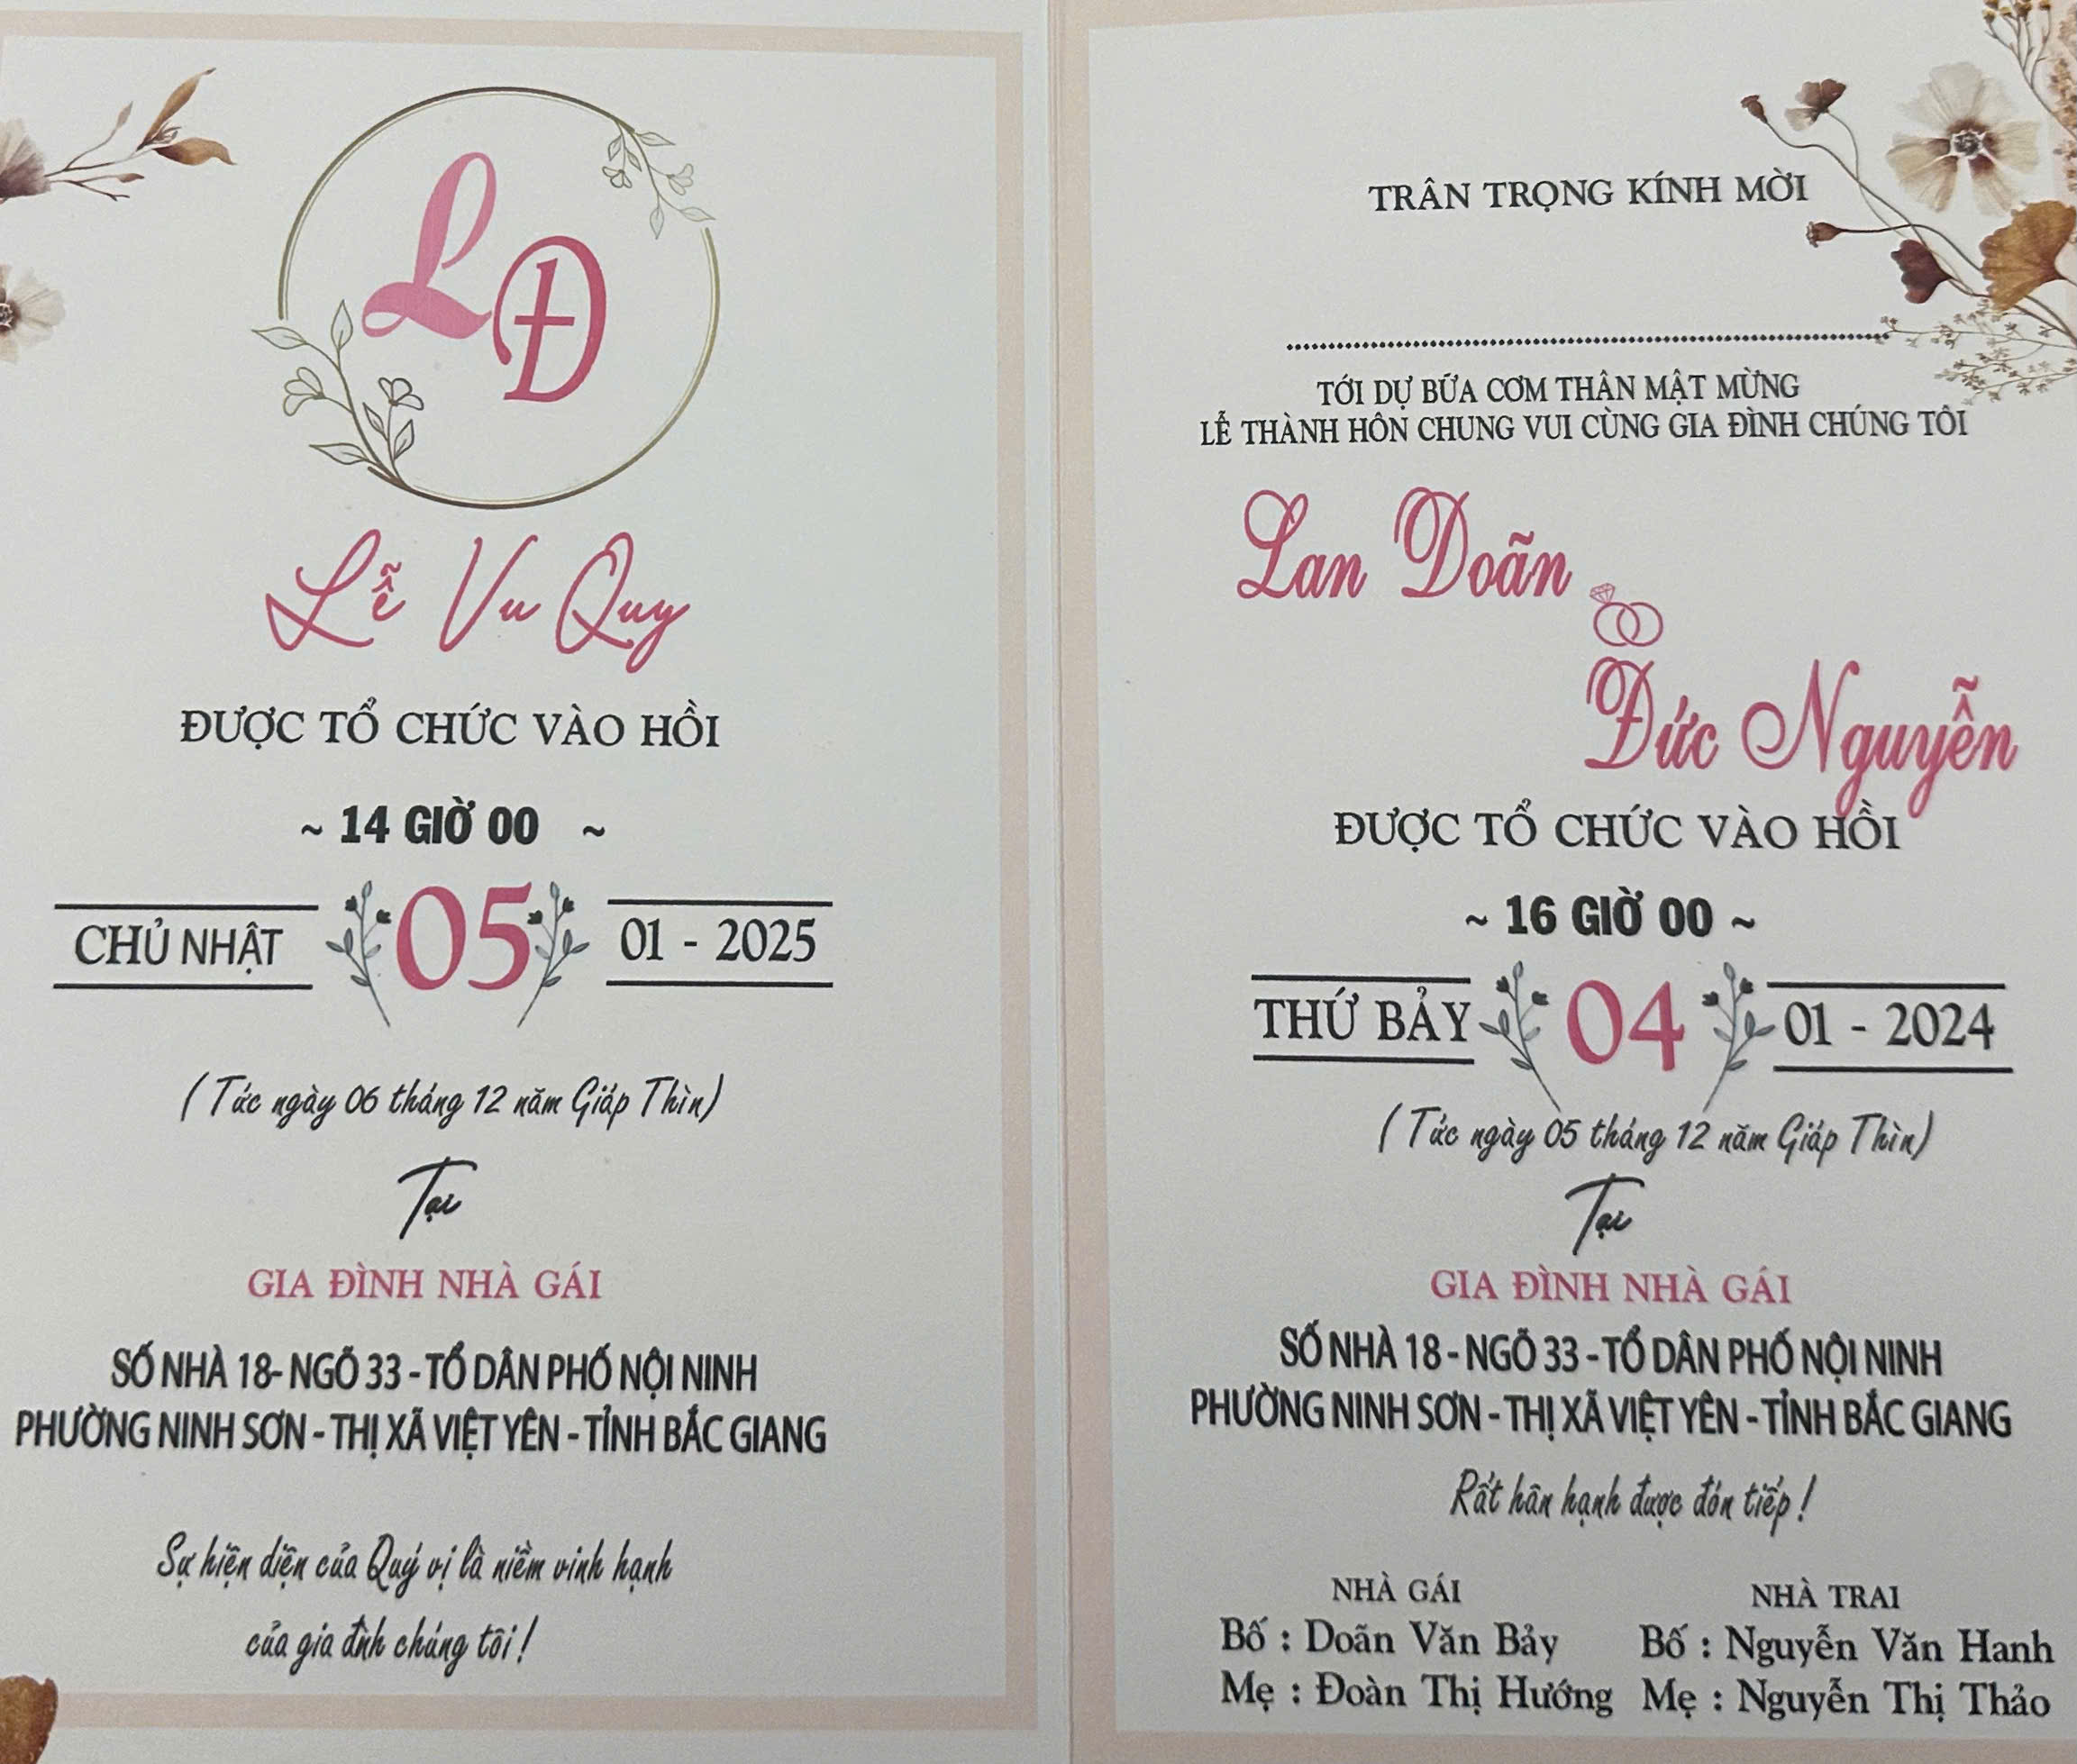 LĐ
Lễ Vu Quy
ĐƯỢC TỔ CHỨC VÀO HỒI
~ 14 GIỜ 00 ~
CHỦ NHẬT 05 01 - 2025
(Tức ngày 06 tháng 12 năm Giáp Thìn)
Tại
GIA ĐÌNH NHÀ GÁI
SỐ NHÀ 18- NGÕ 33 - TỔ DÂN PHỐ NỘI NINH
PHƯỜNG NINH SƠN - THỊ XÃ VIỆT YÊN - TỈNH BẮC GIANG
Sự hiện diện của Quý vị là niềm vinh hạnh
của gia đình chúng tôi !
TRÂN TRỌNG KÍNH MỜI
TỚI DỰ BỮA CƠM THÂN MẬT MỪNG
LỄ THÀNH HÔN CHUNG VUI CÙNG GIA ĐÌNH CHÚNG TÔI
Lan Doãn
Đức Nguyễn
ĐƯỢC TỔ CHỨC VÀO HỒI
~ 16 GIỜ 00 ~
THỨ BẢY 04 01 - 2024
(Tức ngày 05 tháng 12 năm Giáp Thìn)
Tại
GIA ĐÌNH NHÀ GÁI
SỐ NHÀ 18 - NGÕ 33 - TỔ DÂN PHỐ NỘI NINH
PHƯỜNG NINH SƠN - THỊ XÃ VIỆT YÊN - TỈNH BẮC GIANG
Rất hân hạnh được đón tiếp !
NHÀ GÁI NHÀ TRAI
Bố : Doãn Văn Bảy Bố : Nguyễn Văn Hanh
Mẹ : Đoàn Thị Hướng Mẹ : Nguyễn Thị Thảo